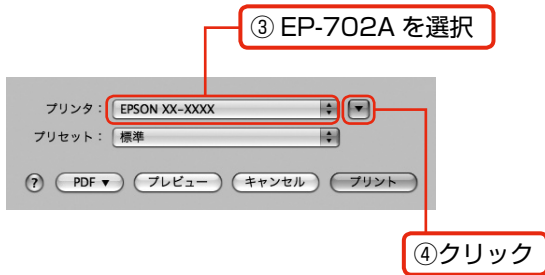 ③ EP-702A を選択
プリンタ： EPSON XX-XXXX
プリセット： 標準
? PDF▼ プレビュー キャンセル プリント
④クリック